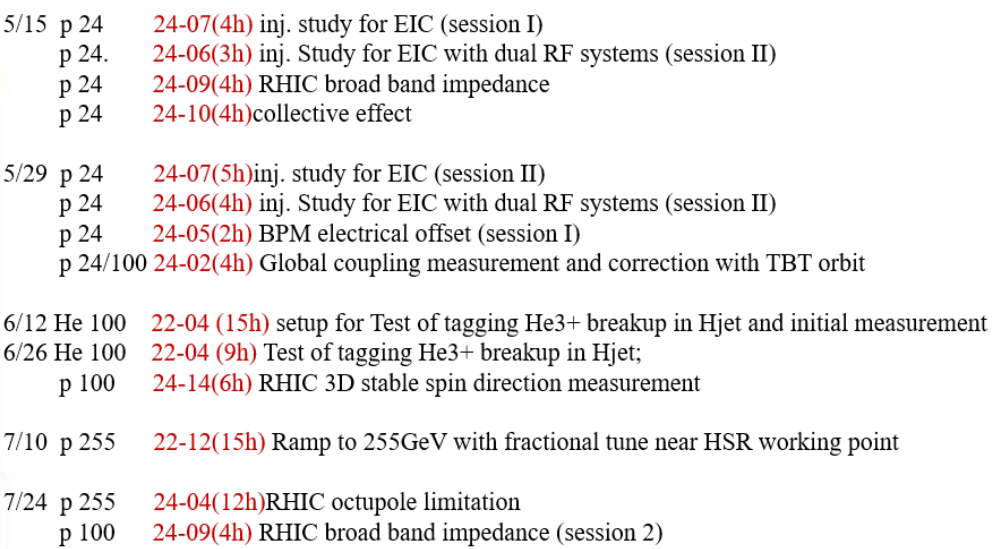 5/15 p 24 24-07(4h) inj. study for EIC (session I)
p 24. 24-06(3h) inj. Study for EIC with dual RF systems (session II)
p 24 24-09(4h) RHIC broad band impedance
p 24 24-10(4h)collective effect
5/29 p 24 24-07(5h)inj. study for EIC (session II)
p 24 24-06(4h) inj. Study for EIC with dual RF systems (session II)
p 24 24-05(2h) BPM electrical offset (session I)
p 24/100 24-02(4h) Global coupling measurement and correction with TBT orbit
6/12 He 100 22-04 (15h) setup for Test of tagging He3+ breakup in Hjet and initial measurement
6/26 He 100 22-04 (9h) Test of tagging He3+ breakup in Hjet;
p 100 24-14(6h) RHIC 3D stable spin direction measurement
7/10 p 255 22-12(15h) Ramp to 255GeV with fractional tune near HSR working point
7/24 p 255 24-04(12h)RHIC octupole limitation
p 100 24-09(4h) RHIC broad band impedance (session 2)